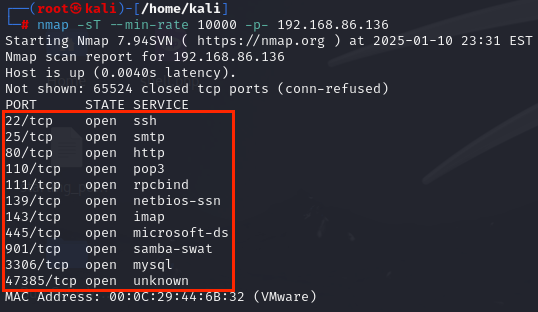 ┌──(root㉿kali)-[/home/kali]
└─# nmap -sT --min-rate 10000 -p- 192.168.86.136
Starting Nmap 7.94SVN ( https://nmap.org ) at 2025-01-10 23:31 EST
Nmap scan report for 192.168.86.136
Host is up (0.0040s latency).
Not shown: 65524 closed tcp ports (conn-refused)
PORT      STATE SERVICE
22/tcp    open  ssh
25/tcp    open  smtp
80/tcp    open  http
110/tcp   open  pop3
111/tcp   open  rpcbind
139/tcp   open  netbios-ssn
143/tcp   open  imap
445/tcp   open  microsoft-ds
901/tcp   open  samba-swat
3306/tcp  open  mysql
47385/tcp open  unknown
MAC Address: 00:0C:29:44:6B:32 (VMware)